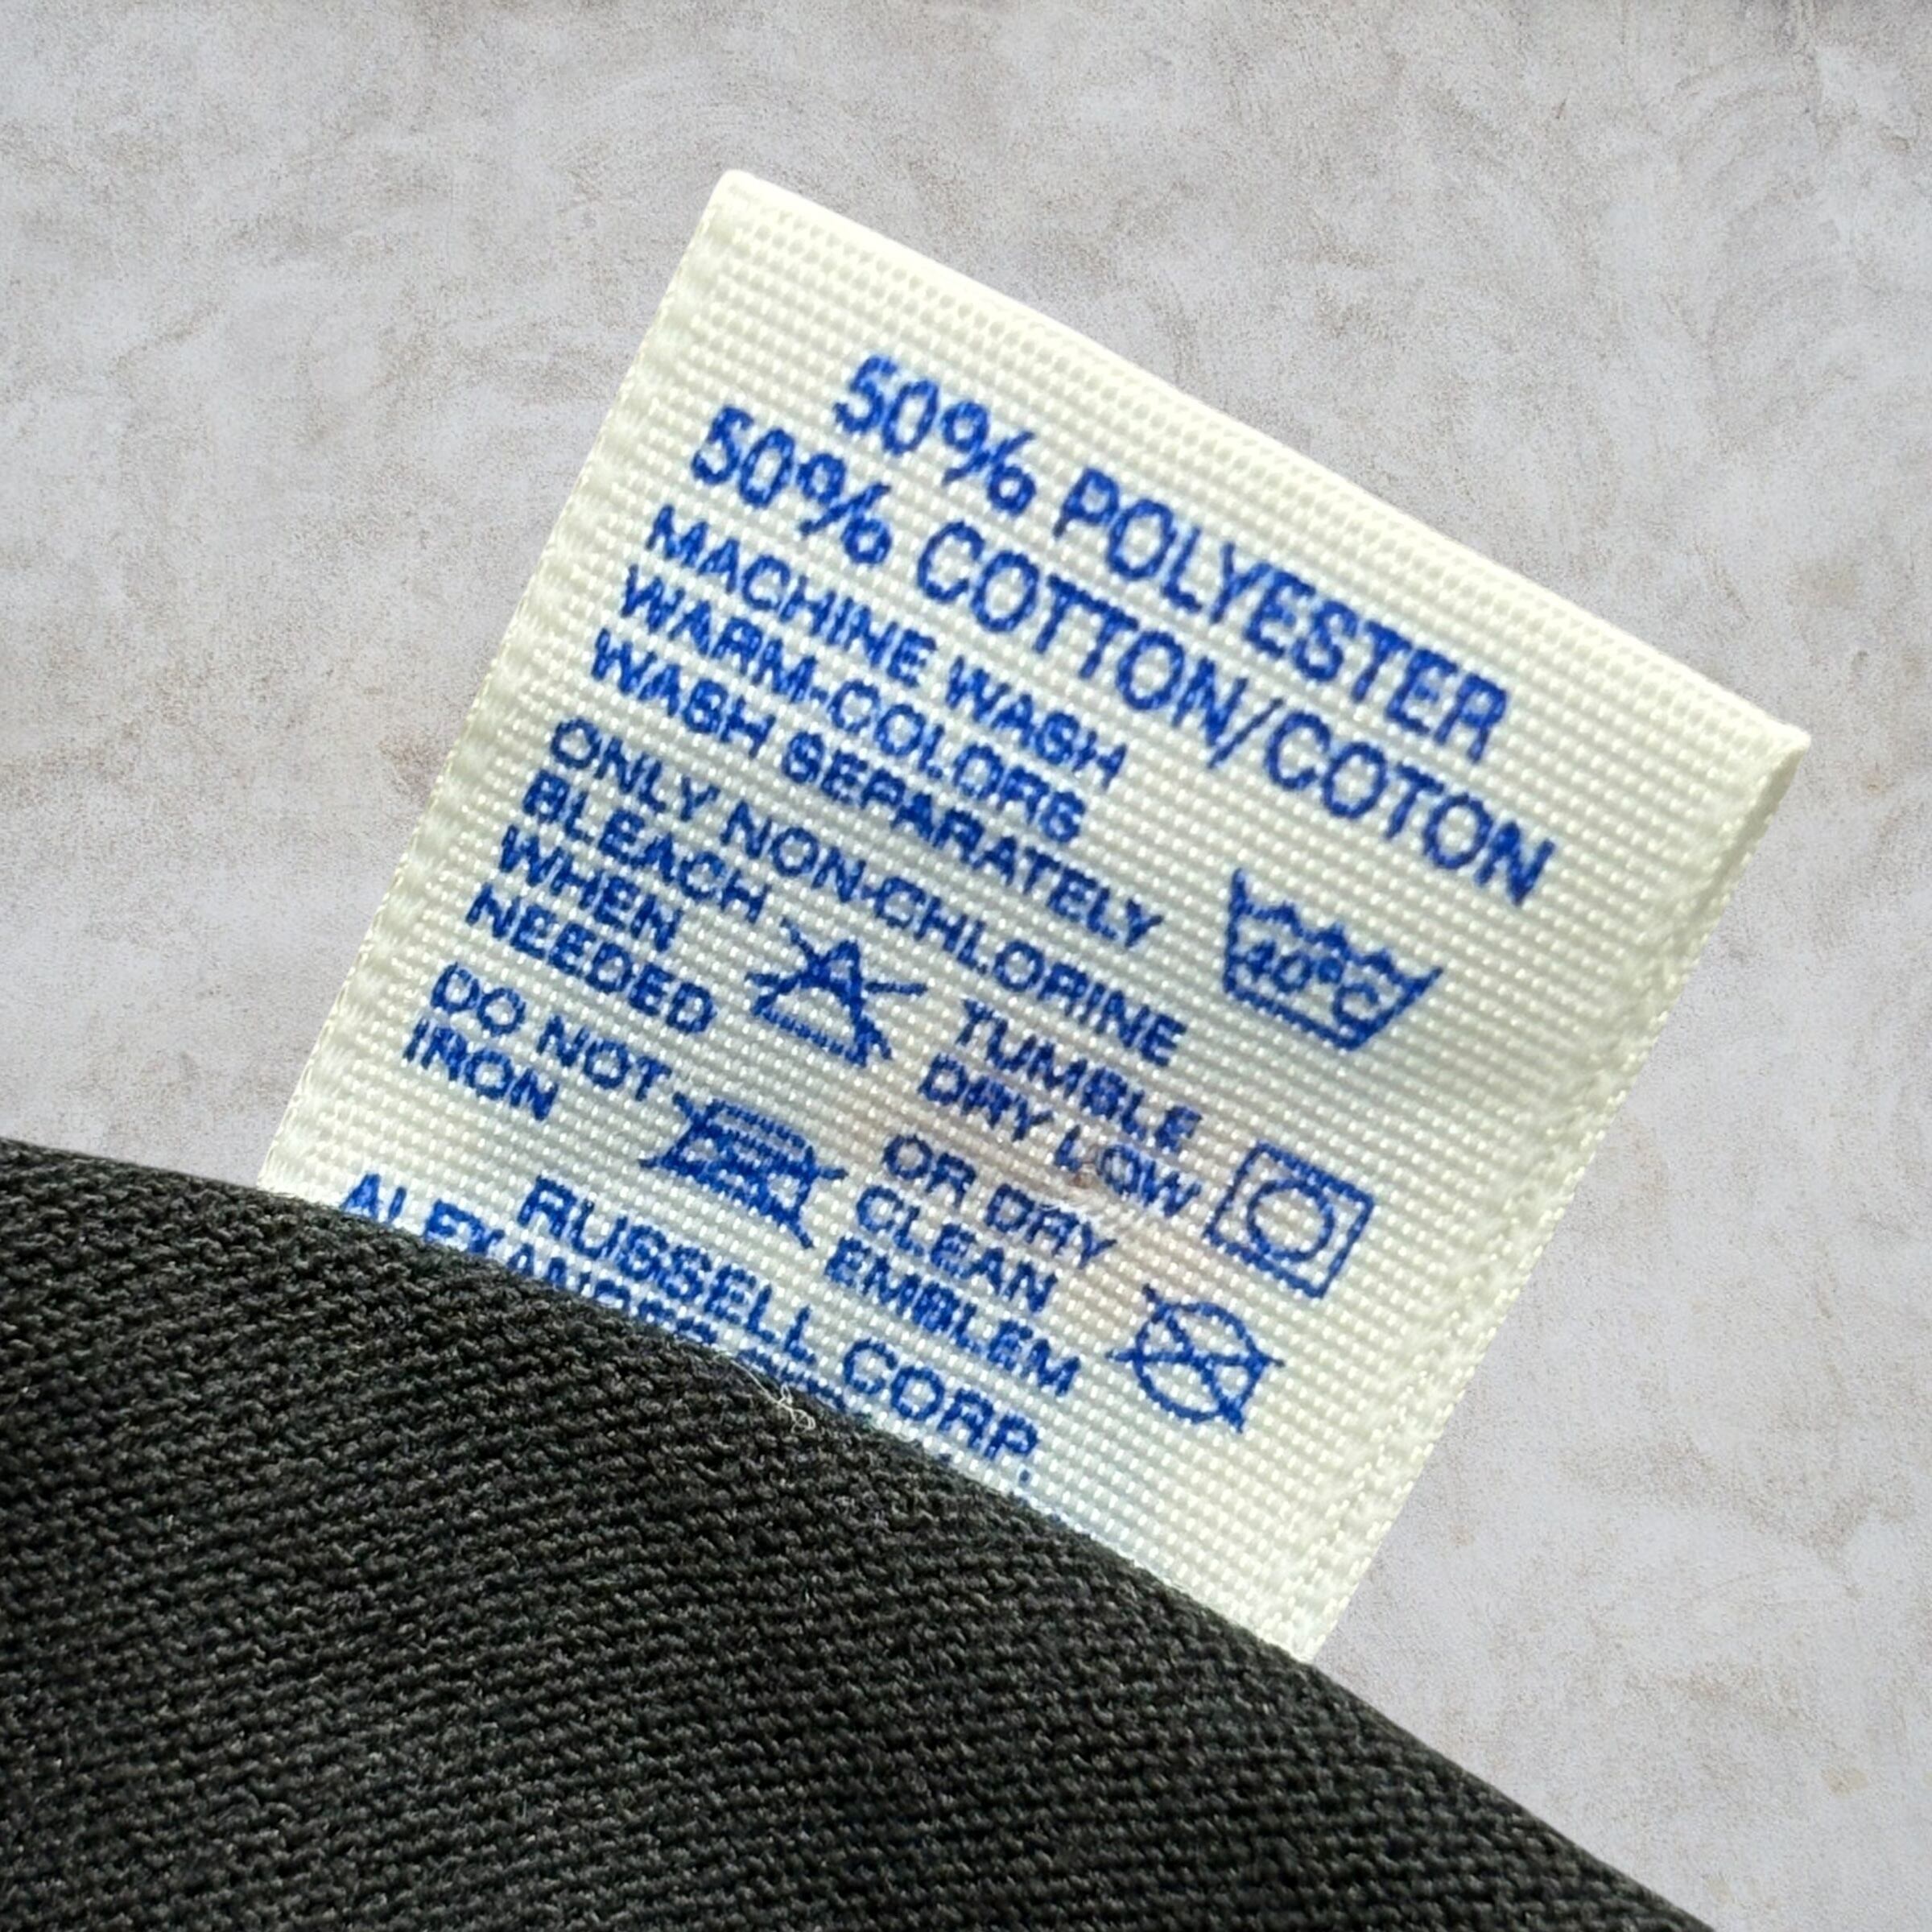 50% POLYESTER
50% COTTON/COTON
MACHINE WASH
WARM-COLORS
WASH SEPARATELY
40°C
ONLY NON-CHLORINE
BLEACH
WHEN
NEEDED
TUMBLE
DRY LOW
DO NOT
IRON
OR DRY
CLEAN
EMBLEM
RUSSELL CORP.